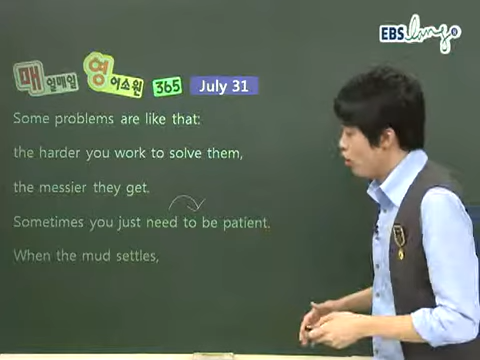 EBS lang
매일매일 영어소원 365 July 31
Some problems are like that:
the harder you work to solve them,
the messier they get.
Sometimes you just need to be patient.
When the mud settles,